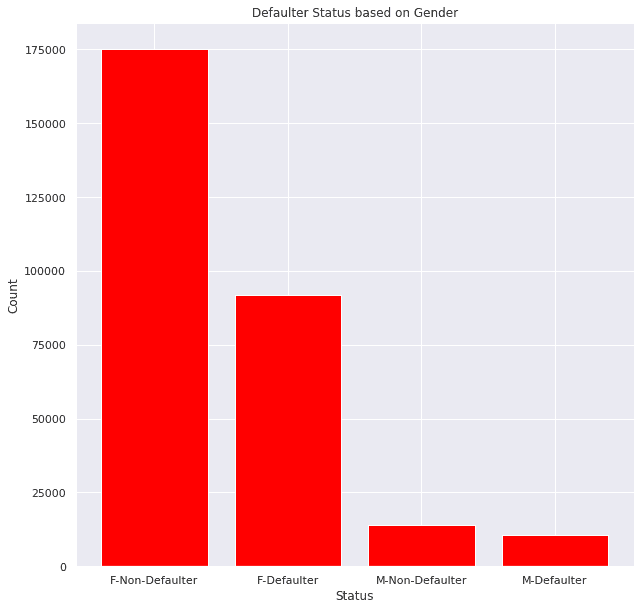 Defaulter Status based on Gender
175000
150000
125000
100000
75000
50000
25000
0
Count
F-Non-Defaulter F-Defaulter M-Non-Defaulter M-Defaulter
Status